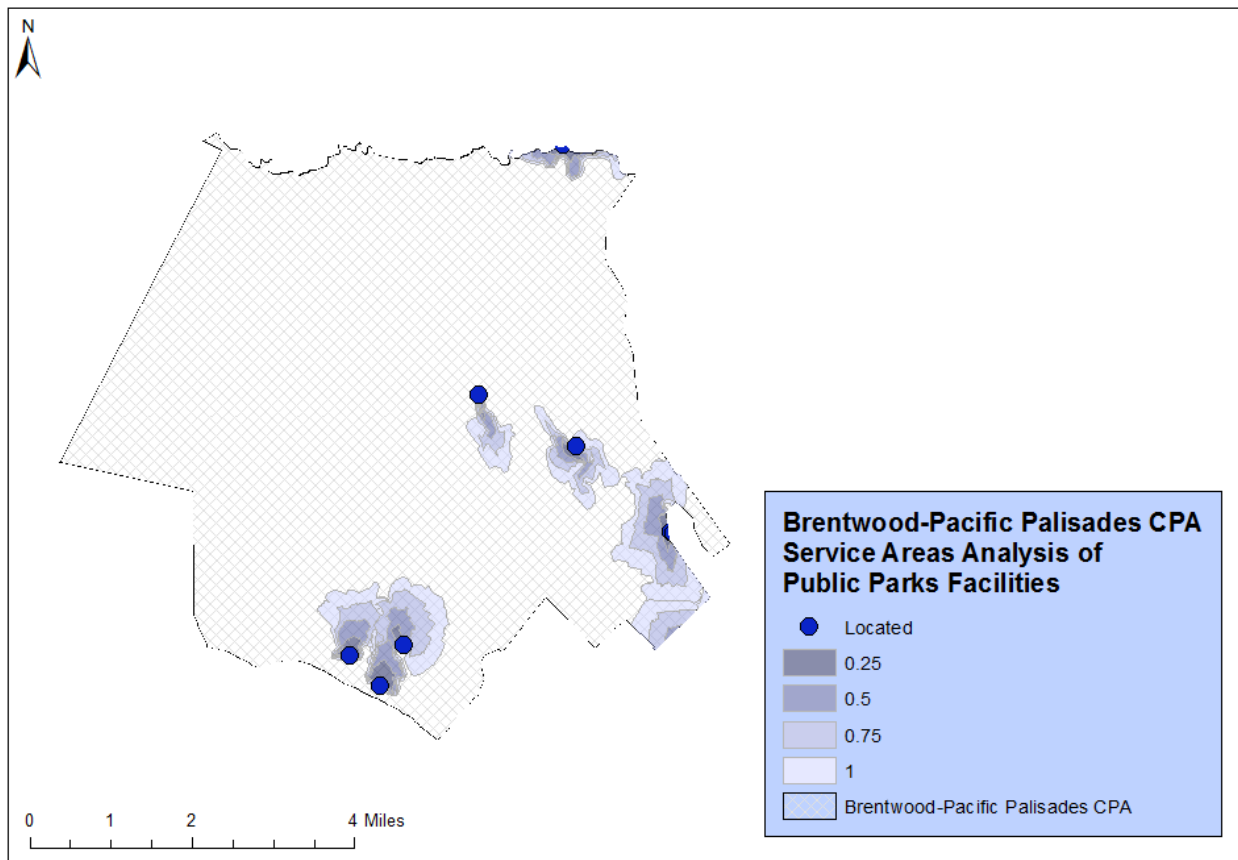 N
Brentwood-Pacific Palisades CPA
Service Areas Analysis of
Public Parks Facilities
Located
0.25
0.5
0.75
1
Brentwood-Pacific Palisades CPA
0 1 2 4 Miles